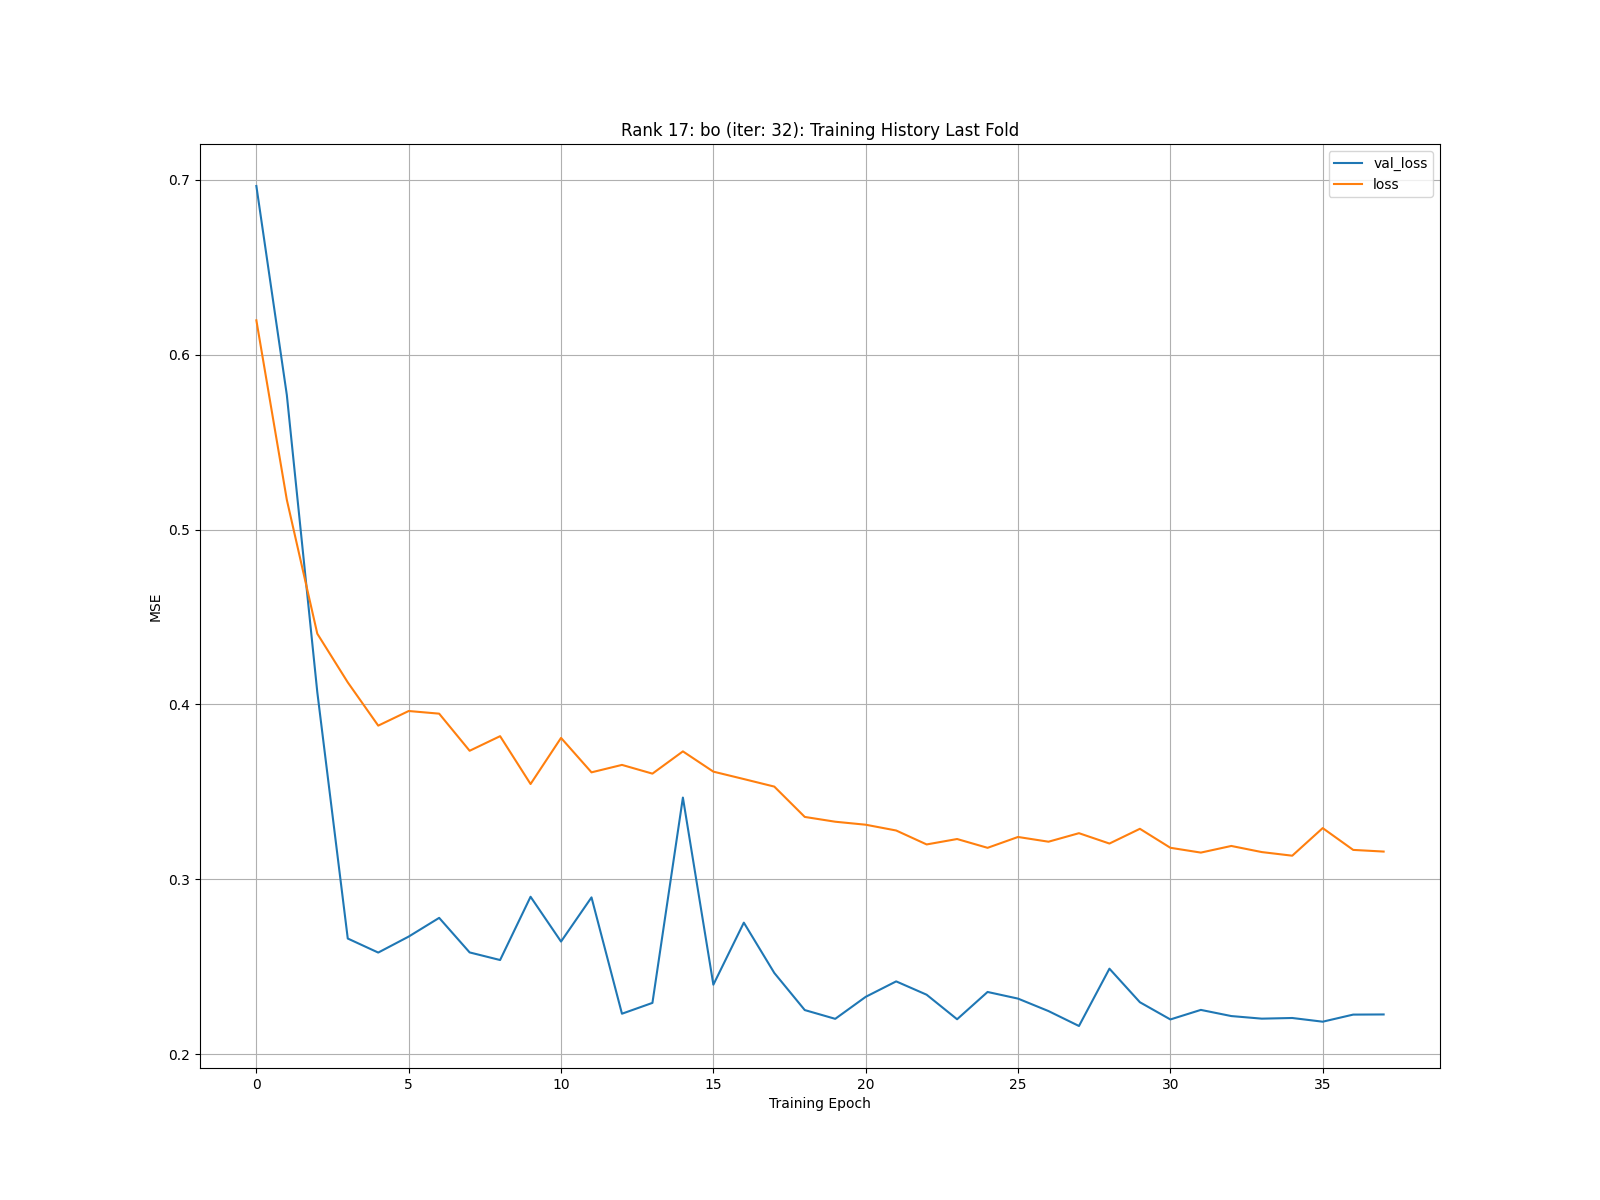 Rank 17: bo (iter: 32): Training History Last Fold
val_loss
loss
0.7
0.6
0.5
0.4
0.3
0.2
MSE
0 5 10 15 20 25 30 35
Training Epoch